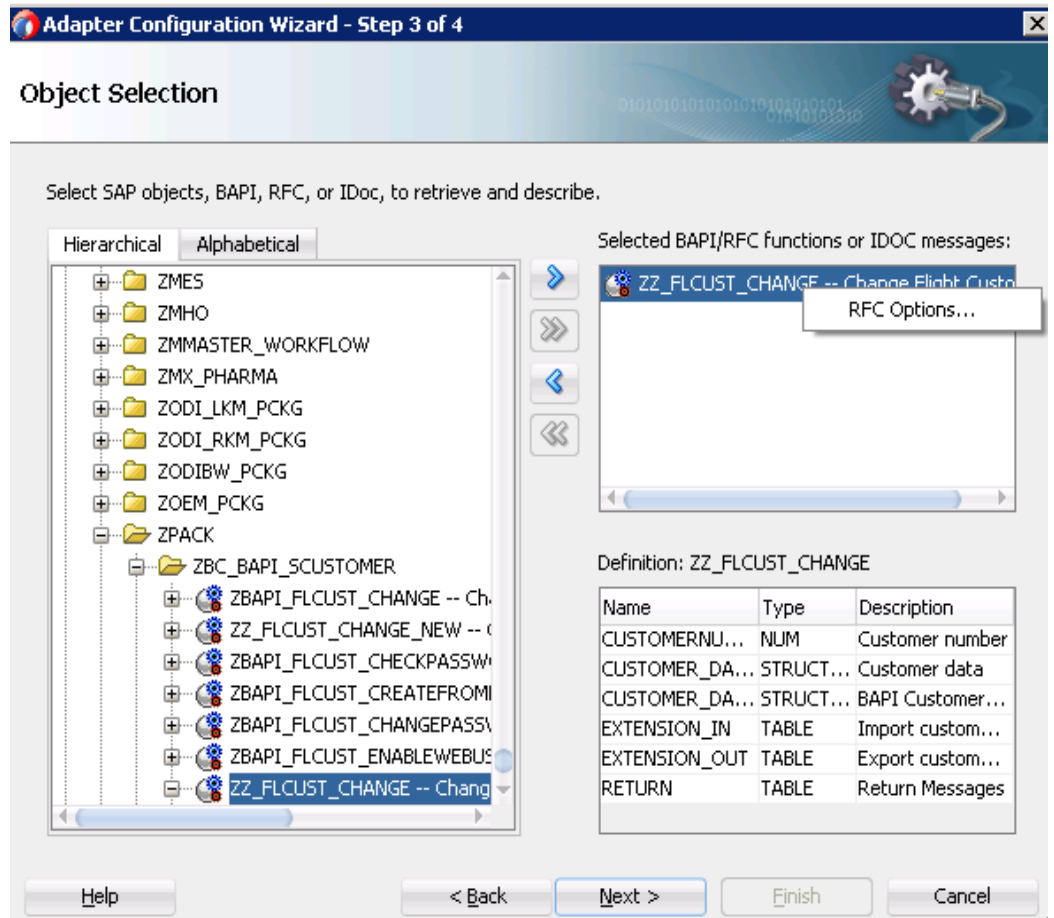 Adapter Configuration Wizard - Step 3 of 4
Object Selection
Select SAP objects, BAPI, RFC, or IDoc, to retrieve and describe.
Hierarchical
Alphabetical
ZMES
ZMHO
ZMMASTER_WORKFLOW
ZMX_PHARMA
ZODI_LKM_PCKG
ZODI_RKM_PCKG
ZODIBW_PCKG
ZOEM_PCKG
ZPACK
ZBC_BAPI_SCUSTOMER
ZBAPI_FLCUST_CHANGE -- Ch
ZZ_FLCUST_CHANGE_NEW --
ZBAPI_FLCUST_CHECKPASSW
ZBAPI_FLCUST_CREATEFROM
ZBAPI_FLCUST_CHANGEPASS
ZBAPI_FLCUST_ENABLEWEBUS
ZZ_FLCUST_CHANGE -- Chang
Selected BAPI/RFC functions or IDOC messages:
ZZ_FLCUST_CHANGE -- Change Flight Custo
RFC Options...
Definition: ZZ_FLCUST_CHANGE
Name Type Description
CUSTOMERNU... NUM Customer number
CUSTOMER_DA... STRUCT... Customer data
CUSTOMER_DA... STRUCT... BAPI Customer...
EXTENSION_IN TABLE Import custom...
EXTENSION_OUT TABLE Export custom...
RETURN TABLE Return Messages
Help
< Back
Next >
Finish
Cancel